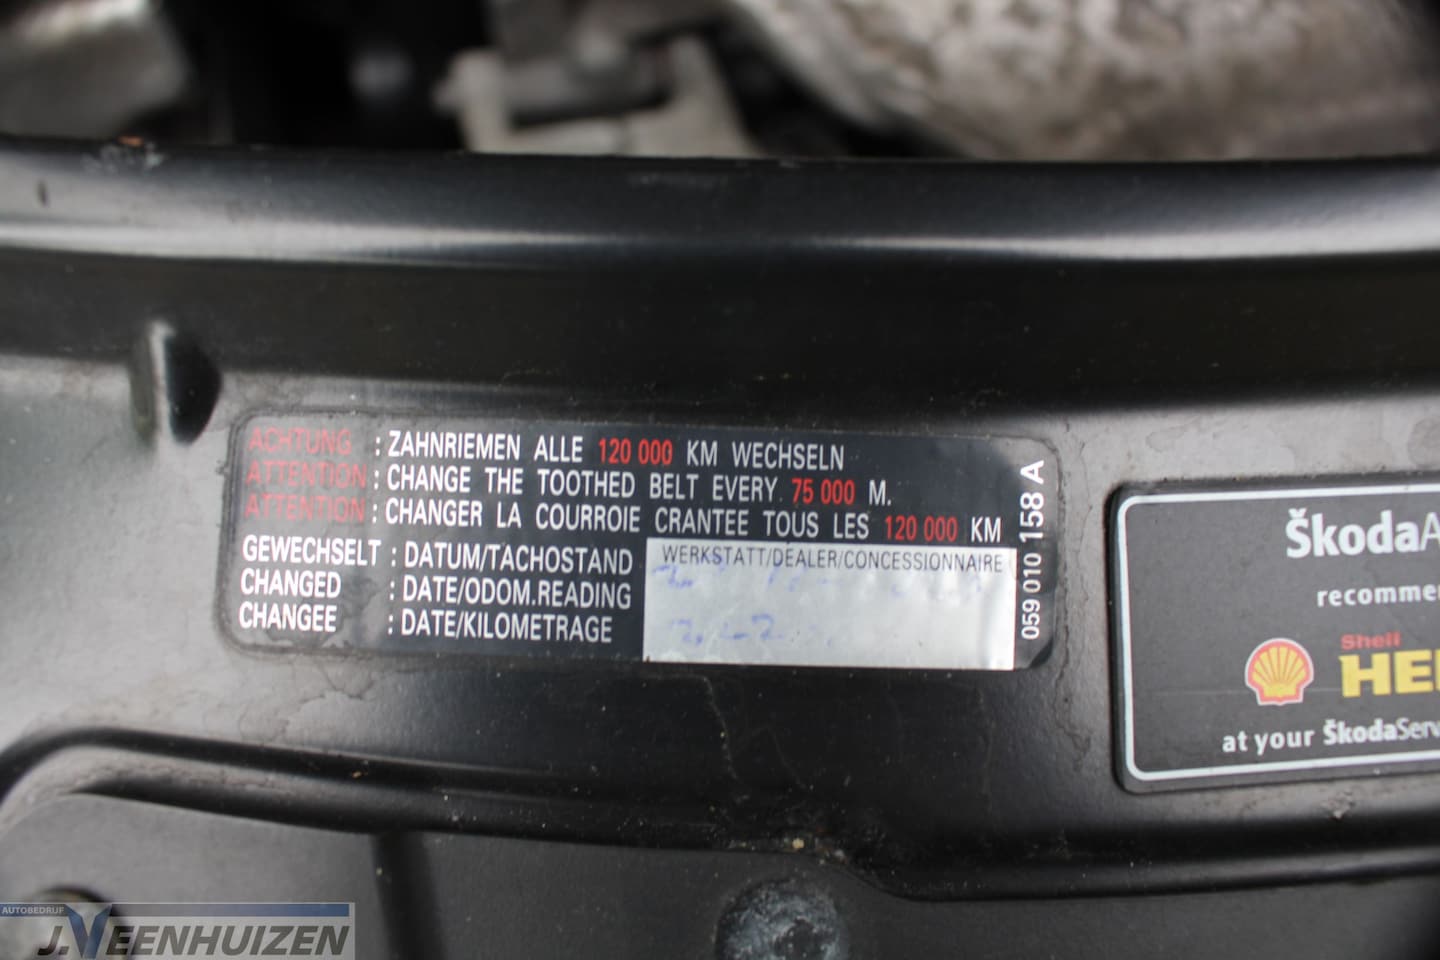 ACHTUNG : ZAHNRIEMEN ALLE 120 000 KM WECHSELN
ATTENTION : CHANGE THE TOOTHED BELT EVERY 75 000 M.
ATTENTION : CHANGER LA COURROIE CRANTEE TOUS LES 120 000 KM
GEWECHSELT : DATUM/TACHOSTAND
CHANGED : DATE/ODOM.READING
CHANGEE : DATE/KILOMETRAGE
WERKSTATT/DEALER/CONCESSIONNAIRE
059 010 158 A
ŠkodaA
recomme
Shell
HE
at your ŠkodaServ
AUTOBEDRIJF
J.VEENHUIZEN